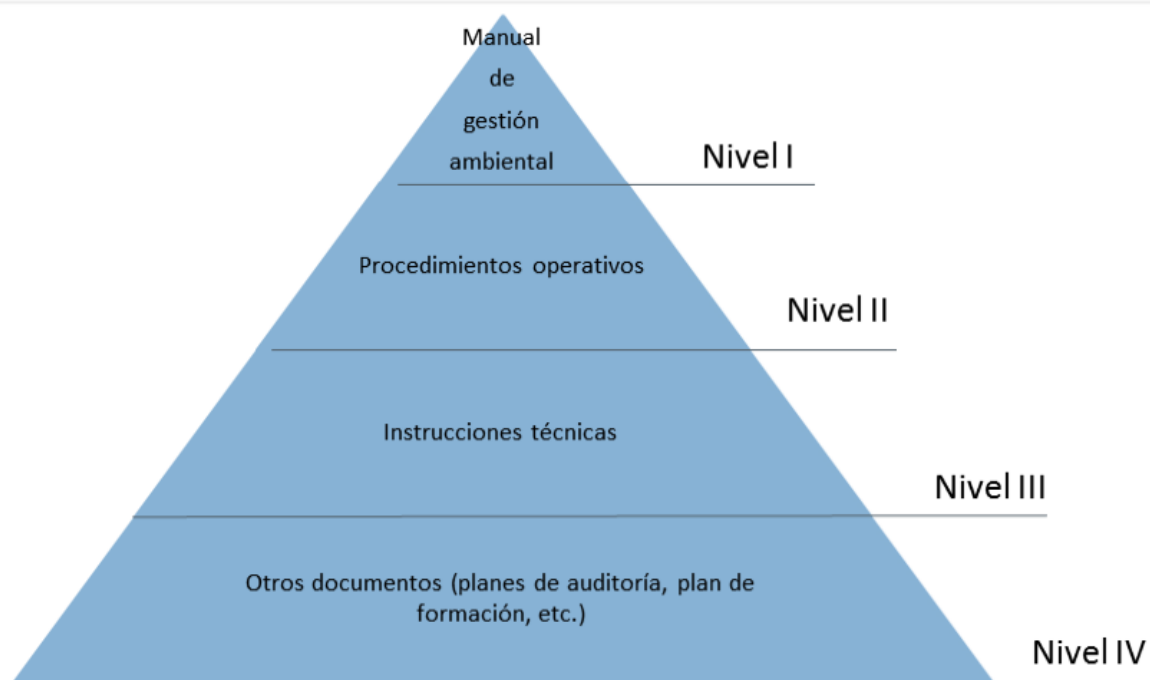 Manual
de
gestión
ambiental
Nivel I
Procedimientos operativos
Nivel II
Instrucciones técnicas
Nivel III
Otros documentos (planes de auditoría, plan de
formación, etc.)
Nivel IV